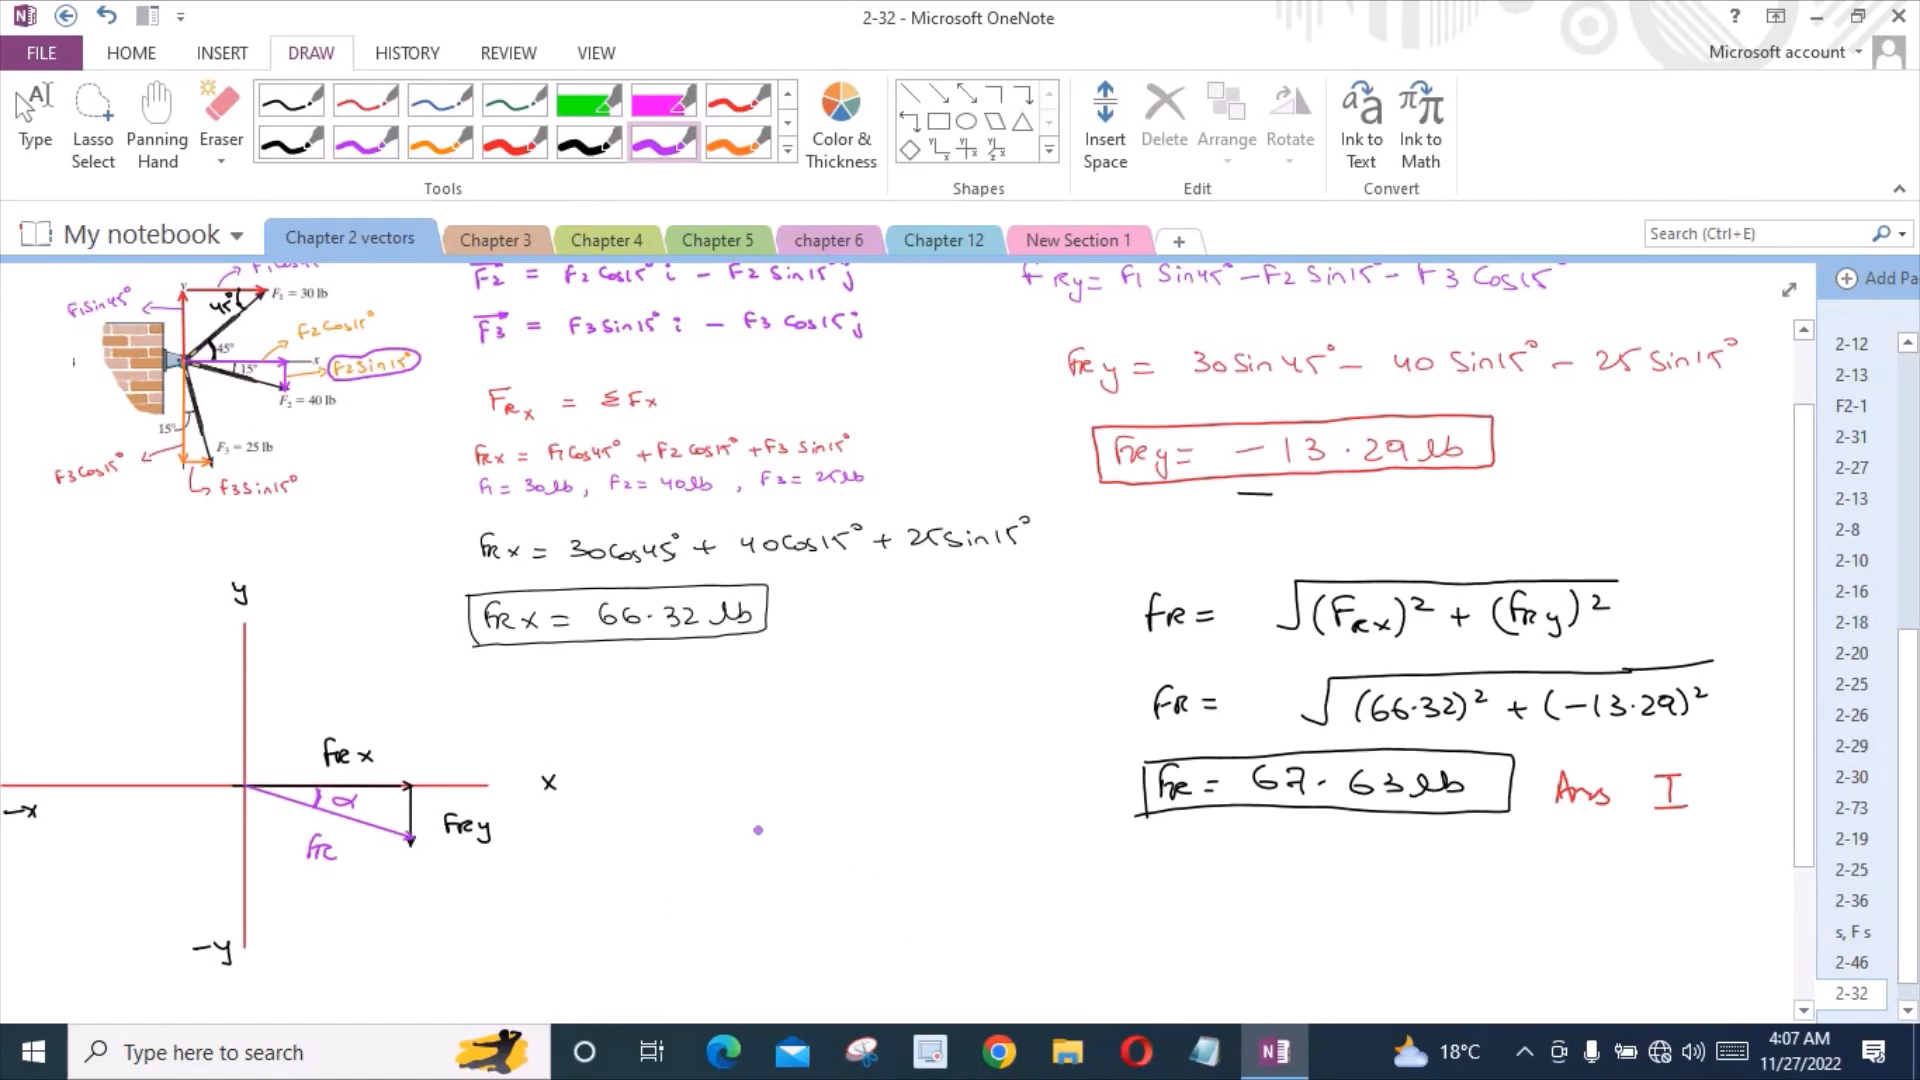 2-32 - Microsoft OneNote
FILE HOME INSERT DRAW HISTORY REVIEW VIEW
Microsoft account
Type
Lasso Select
Panning Hand
Eraser
Color & Thickness
Insert Space
Delete
Arrange
Rotate
Ink to Text
Ink to Math
Tools
Shapes
Edit
Convert
My notebook
Chapter 2 vectors
Chapter 3
Chapter 4
Chapter 5
chapter 6
Chapter 12
New Section 1
Search (Ctrl+E)
Add Pa
F1Cos45°
F1Sin45°
y
45°
F₁ = 30 lb
F2Cos15°
45°
x
15°
F2Sin15°
F₂ = 40 lb
15°
F₃ = 25 lb
F3Cos15°
F3Sin15°
F2 = F2 Cos15° i - F2 Sin15° j
F3 = F3Sin15° i - F3 Cos15° j
FRx = ΣFx
FRx = F1Cos45° + F2 Cos15° + F3 Sin15°
F1 = 30lb, F2 = 40lb, F3 = 25lb
FRx = 30Cos45° + 40Cos15° + 25Sin15°
FRx = 66.32 lb
FRy = F1 Sin45° - F2 Sin15° - F3 Cos15°
FRy = 30Sin45° - 40 Sin15° - 25 Sin15°
FRy = -13.29 lb
FR = √(FRx)² + (FRy)²
FR = √(66.32)² + (-13.29)²
FR = 67.63lb
Ans I
y
FRx
x
-x
α
FRy
FR
-y
2-12
2-13
F2-1
2-31
2-27
2-13
2-8
2-10
2-16
2-18
2-20
2-25
2-26
2-29
2-30
2-73
2-19
2-25
2-36
s, F s
2-46
2-32
Type here to search
18°C
4:07 AM
11/27/2022